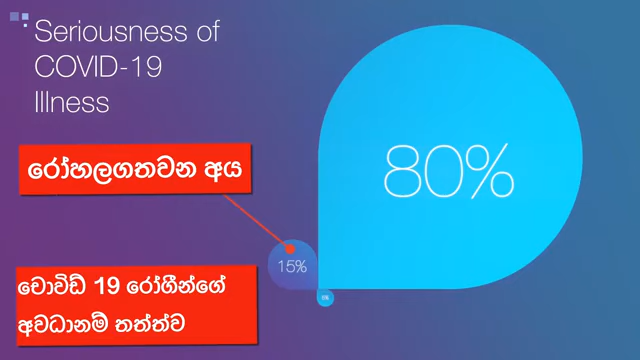 Seriousness of
COVID-19
Illness
80%
රෝහලගතවන අය
15%
චොවිඩ් 19 රෝගීන්ගේ
අවධානම් තත්ත්ව